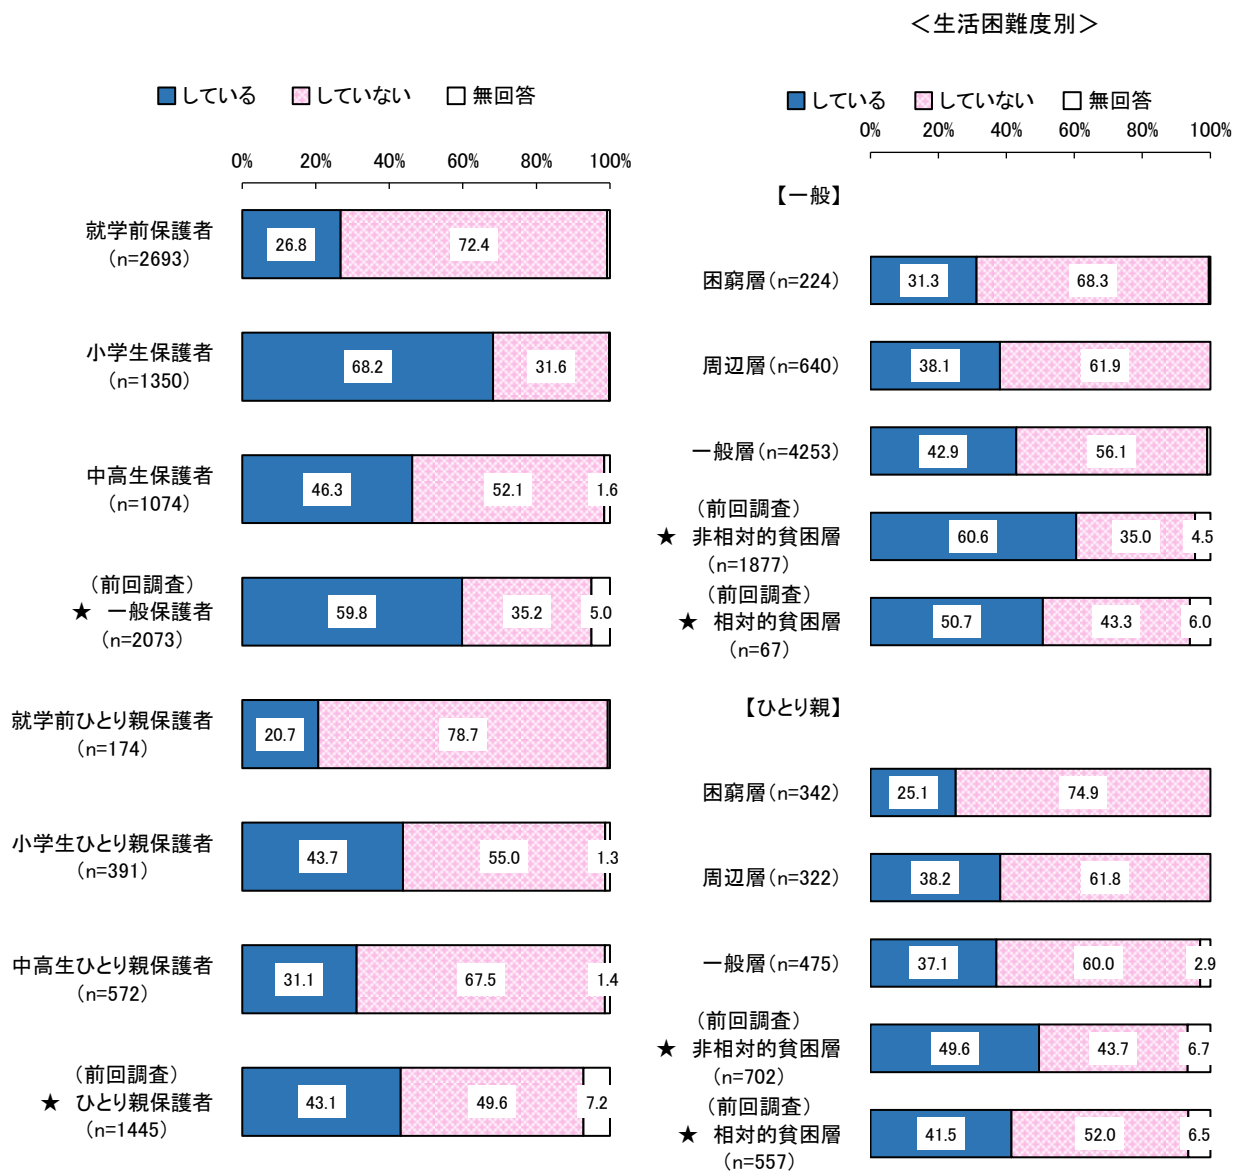 ＜生活困難度別＞
している　していない　無回答
0%　20%　40%　60%　80%　100%
就学前保護者
（n=2693）
26.8　72.4
小学生保護者
（n=1350）
68.2　31.6
中高生保護者
（n=1074）
46.3　52.1　1.6
（前回調査）
★ 一般保護者
（n=2073）
59.8　35.2　5.0
就学前ひとり親保護者
（n=174）
20.7　78.7
小学生ひとり親保護者
（n=391）
43.7　55.0　1.3
中高生ひとり親保護者
（n=572）
31.1　67.5　1.4
（前回調査）
★ ひとり親保護者
（n=1445）
43.1　49.6　7.2
している　していない　無回答
0%　20%　40%　60%　80%　100%
【一般】
困窮層（n=224）　31.3　68.3
周辺層（n=640）　38.1　61.9
一般層（n=4253）　42.9　56.1
（前回調査）
★ 非相対的貧困層
（n=1877）
60.6　35.0　4.5
（前回調査）
★ 相対的貧困層
（n=67）
50.7　43.3　6.0
【ひとり親】
困窮層（n=342）　25.1　74.9
周辺層（n=322）　38.2　61.8
一般層（n=475）　37.1　60.0　2.9
（前回調査）
★ 非相対的貧困層
（n=702）
49.6　43.7　6.7
（前回調査）
★ 相対的貧困層
（n=557）
41.5　52.0　6.5